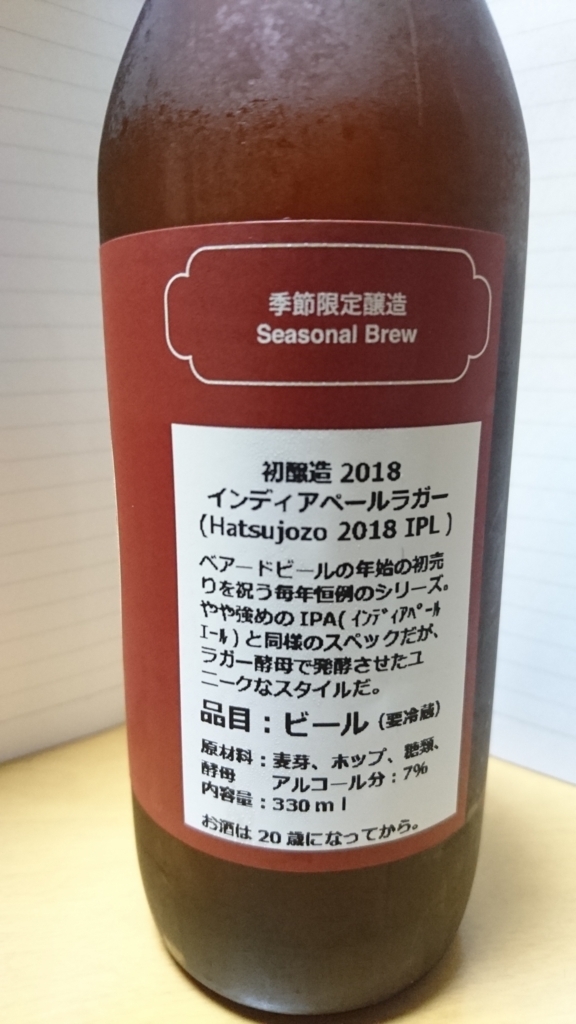 季節限定醸造
Seasonal Brew
初醸造 2018
インディアペールラガー
(Hatsujozo 2018 IPL )
ベアードビールの年始の初売
りを祝う毎年恒例のシリーズ。
やや強めの IPA( ｲﾝﾃﾞｨｱﾍﾟｰﾙ
ｴｰﾙ) と同様のスペックだが、
ラガー酵母で発酵させたユ
ニークなスタイルだ。
品目：ビール (要冷蔵)
原材料：麦芽、ホップ、糖類、
酵母 アルコール分：7%
内容量：330ｍｌ
お酒は 20 歳になってから。